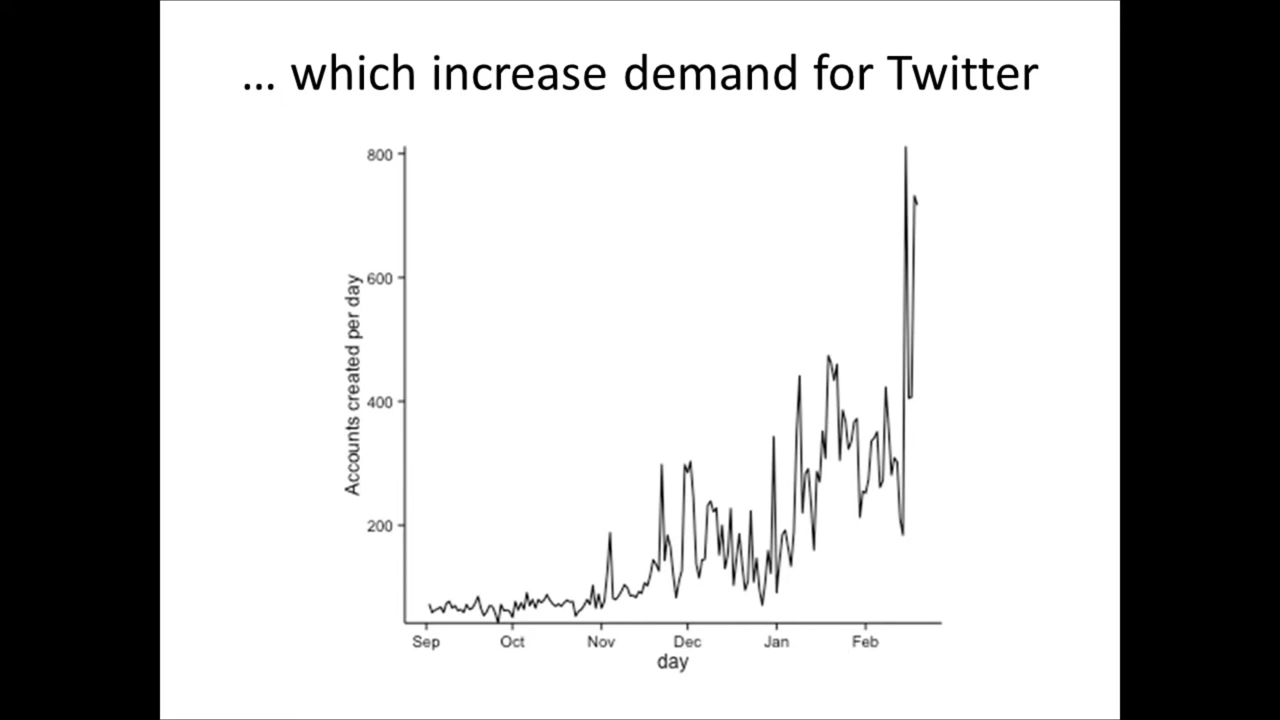 ... which increase demand for Twitter
800
600
400
200
Accounts created per day
Sep Oct Nov Dec Jan Feb
day